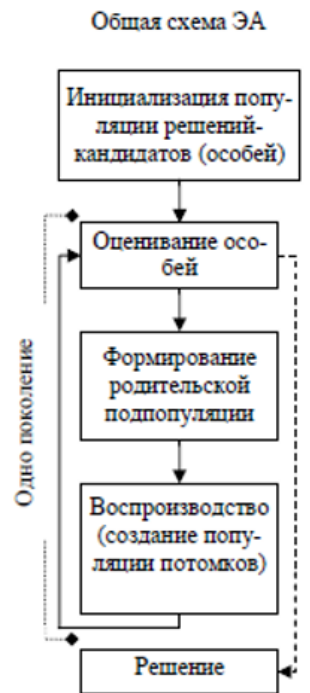 Общая схема ЭА
Инициализация попу-
ляции решений-
кандидатов (особей)
Оценивание осо-
бей
Формирование
родительской
подпопуляции
Воспроизводство
(создание попу-
ляции потомков)
Одно поколение
Решение